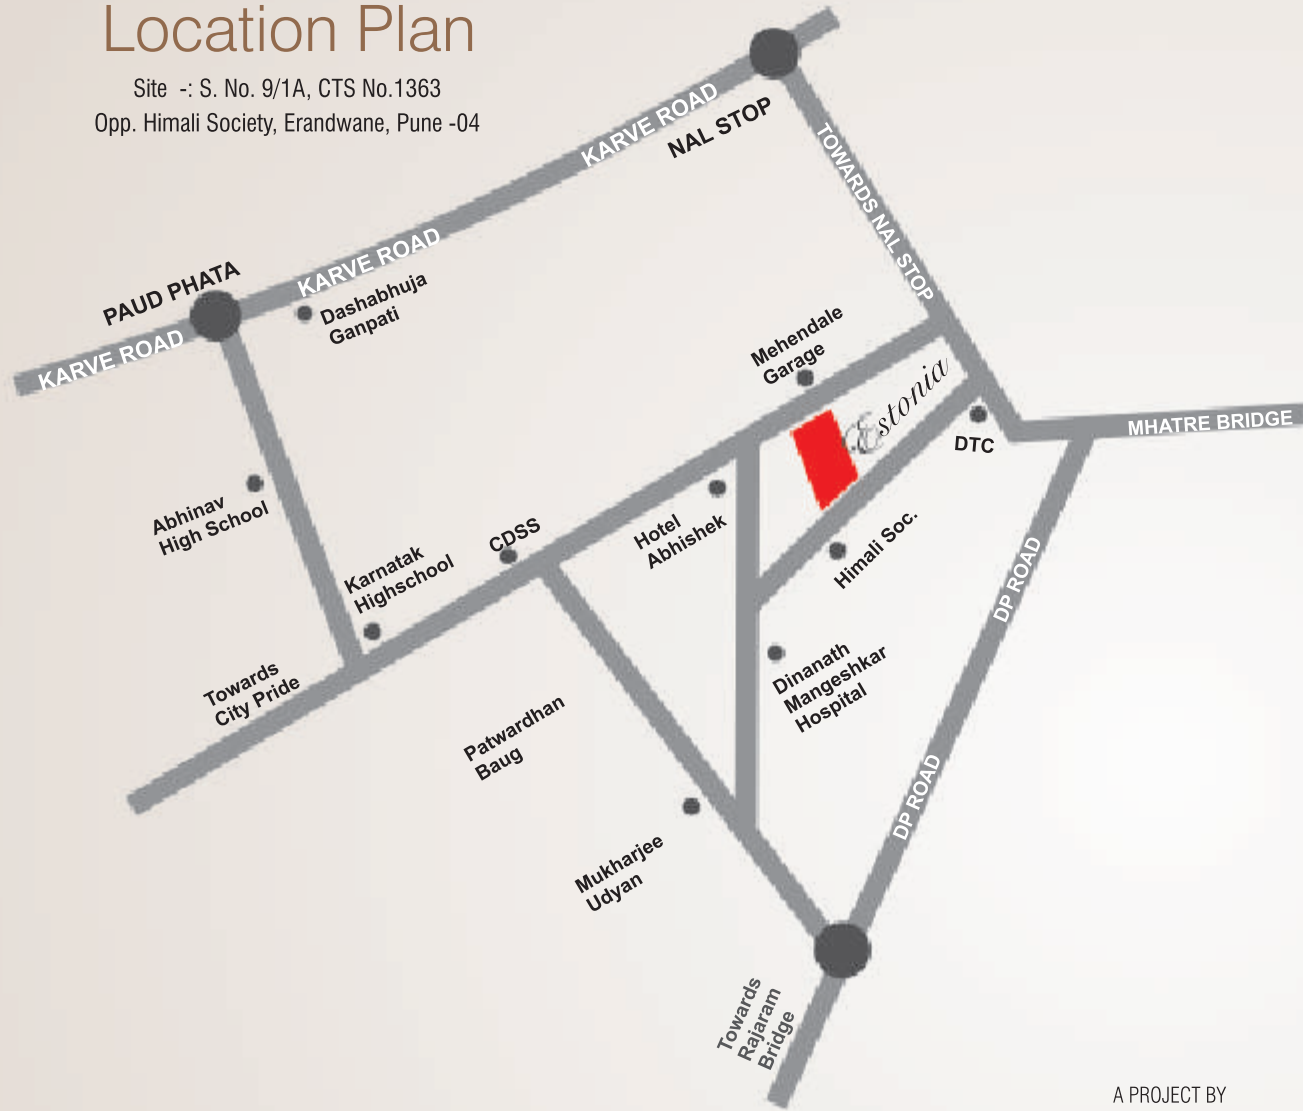 Location Plan
Site -: S. No. 9/1A, CTS No.1363
Opp. Himali Society, Erandwane, Pune -04
KARVE ROAD
NAL STOP
TOWARDS NAL STOP
PAUD PHATA
KARVE ROAD
KARVE ROAD
Dashabhuja
Ganpati
Mehendale
Garage
Estonia
DTC
MHATRE BRIDGE
Abhinav
High School
Karnatak
Highschool
CDSS
Hotel
Abhishek
Himali Soc.
DP ROAD
Towards
City Pride
Dinanath
Mangeshkar
Hospital
Patwardhan
Baug
DP ROAD
Mukharjee
Udyan
Towards
Rajaram
Bridge
A PROJECT BY